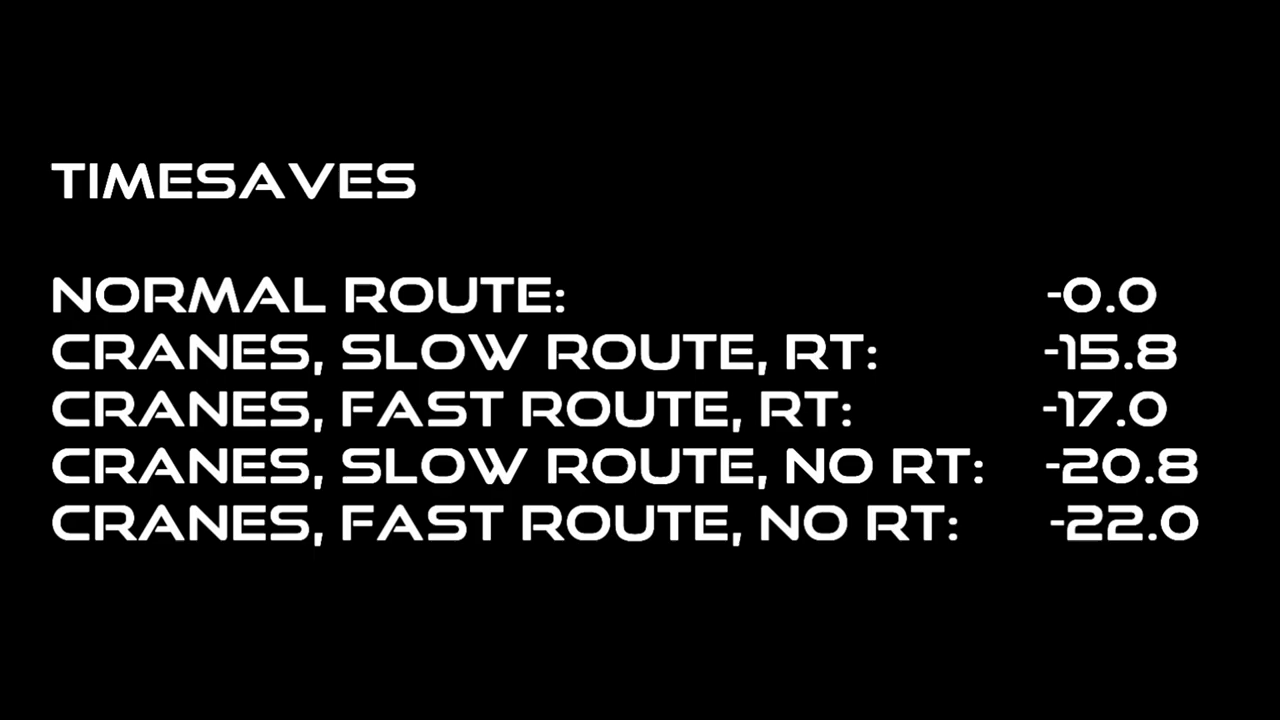 TIMESAVES
NORMAL ROUTE: -0.0
CRANES, SLOW ROUTE, RT: -15.8
CRANES, FAST ROUTE, RT: -17.0
CRANES, SLOW ROUTE, NO RT: -20.8
CRANES, FAST ROUTE, NO RT: -22.0